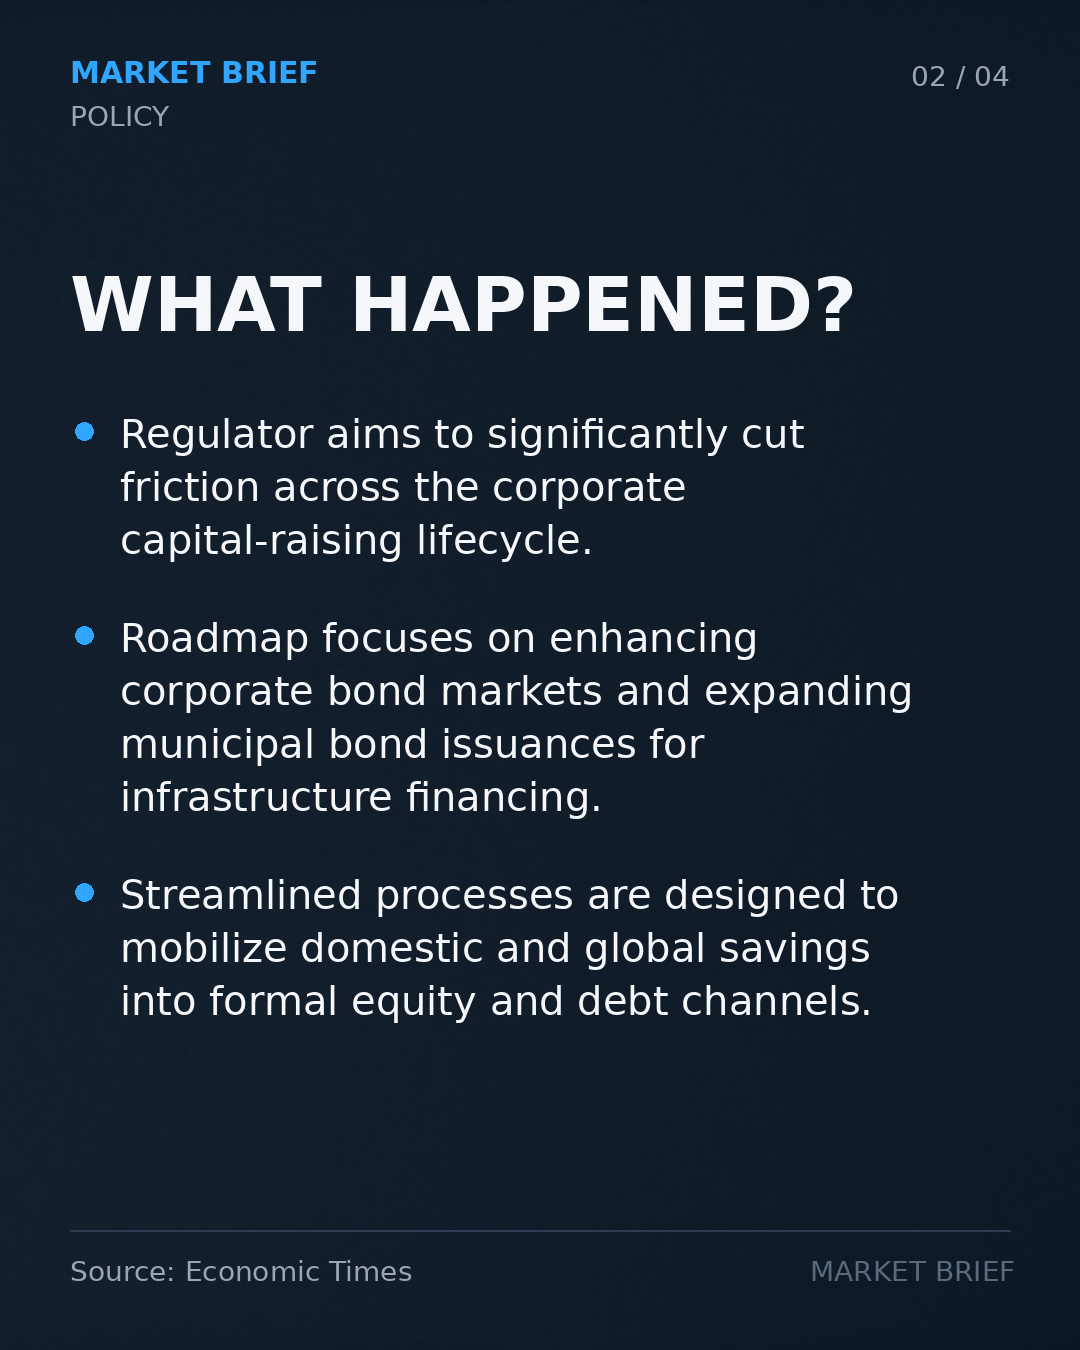 MARKET BRIEF
02 / 04
POLICY
WHAT HAPPENED?
Regulator aims to significantly cut
friction across the corporate
capital-raising lifecycle.
Roadmap focuses on enhancing
corporate bond markets and expanding
municipal bond issuances for
infrastructure financing.
Streamlined processes are designed to
mobilize domestic and global savings
into formal equity and debt channels.
Source: Economic Times
MARKET BRIEF